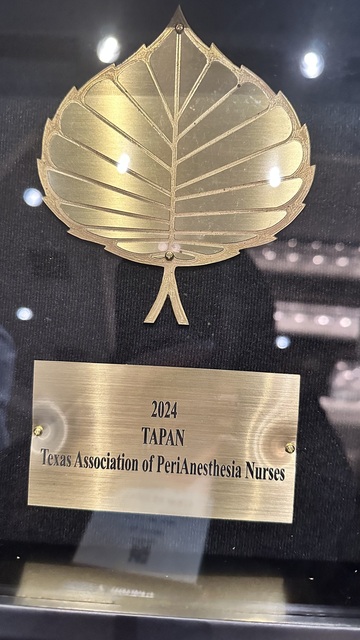 2024
TAPAN
Texas Association of PeriAnesthesia Nurses